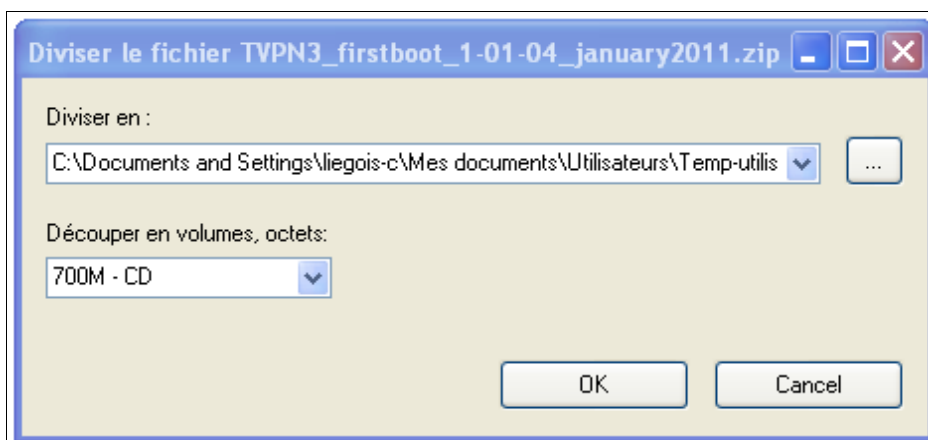 Diviser le fichier TVPN3_firstboot_1-01-04_january2011.zip
Diviser en :
C:\Documents and Settings\liegois-c\Mes documents\Utilisateurs\Temp-utilis
...
Découper en volumes, octets:
700M - CD
OK
Cancel